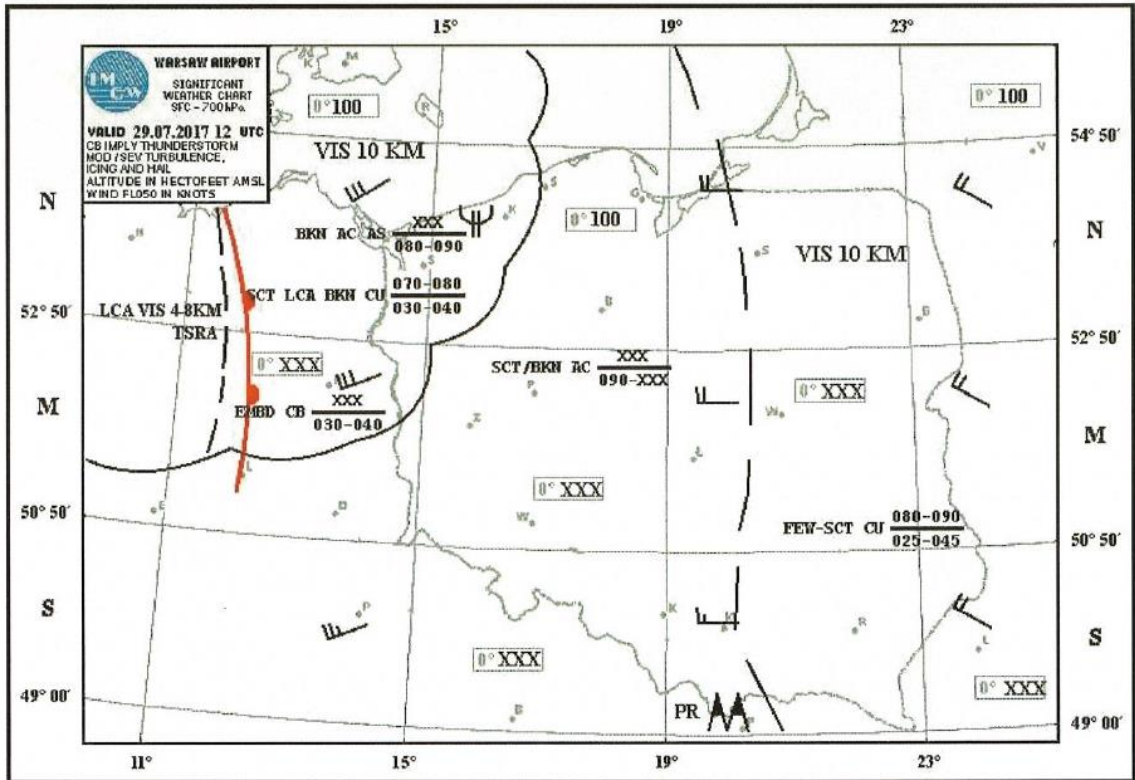 15°
19°
23°
IM
GW
WARSAW AIRPORT
SIGNIFICANT
WEATHER CHART
SFC - 700 hPa
VALID 29.07.2017 12 UTC
CB IMPLY THUNDERSTORM
MOD / SEV TURBULENCE,
ICING AND HAIL
ALTITUDE IN HECTOFEET AMSL
WIND FL050 IN KNOTS
N
K
M
R
0° 100
0° 100
VIS 10 KM
54° 50'
V
N
N
H
S
K
G
0° 100
BKN AC AS XXX
080-090
S
S
VIS 10 KM
SCT LCA BKN CU 070-080
030-040
52° 50'
LCA VIS 4-8KM
TSRA
B
B
52° 50'
0° XXX
SCT/BKN AC XXX
090-XXX
P
0° XXX
M
EMBD CB XXX
030-040
Z
W
M
L
Ł
0° XXX
50° 50'
E
D
W
FEW-SCT CU 080-090
025-045
50° 50'
S
P
K
K
R
L
S
0° XXX
0° XXX
49° 00'
B
PR
P
49° 00'
11°
15°
19°
23°